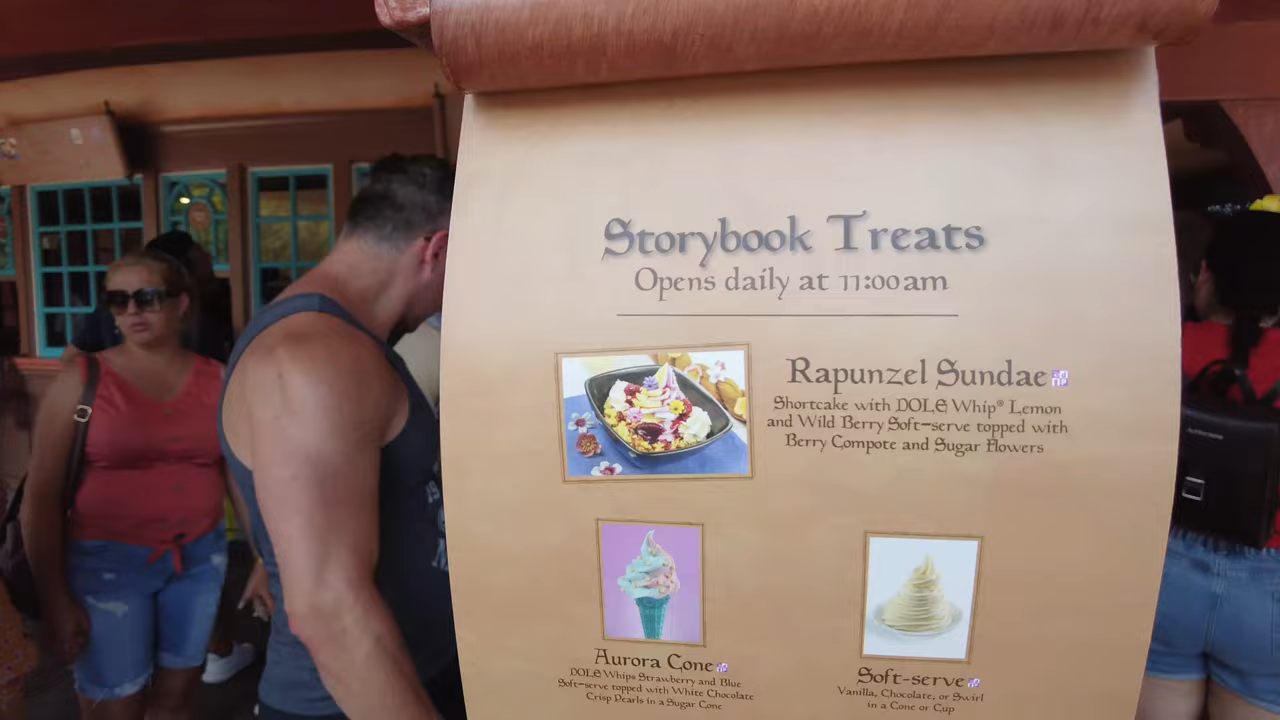 Storybook Treats
Opens daily at 11:00am
Rapunzel Sundae
Shortcake with DOLE Whip® Lemon
and Wild Berry Soft-serve topped with
Berry Compote and Sugar Flowers
Aurora Cone
DOLE Whips Strawberry and Blue
Soft-serve topped with White Chocolate
Crisp Pearls in a Sugar Cone
Soft-serve
Vanilla, Chocolate, or Swirl
in a Cone or Cup